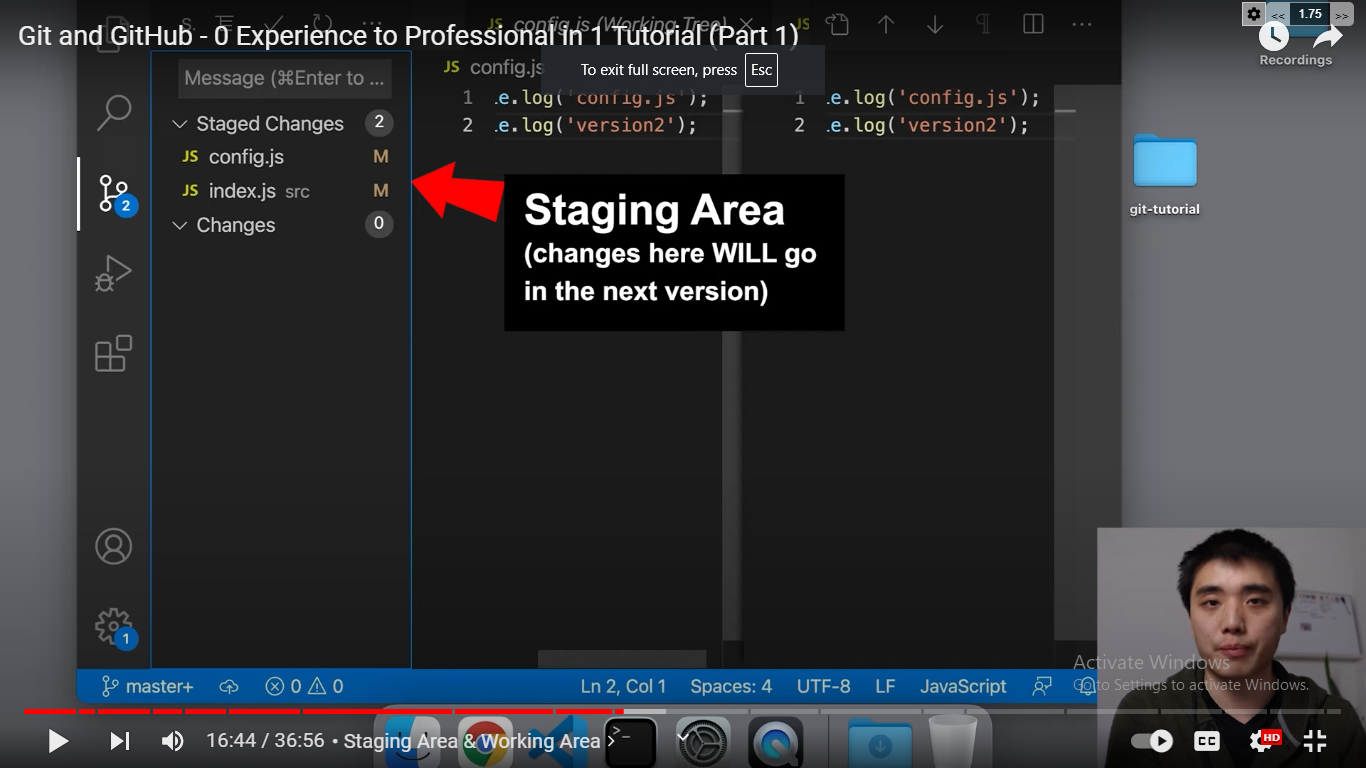 Git and GitHub - 0 Experience to Professional in 1 Tutorial (Part 1)
config.js (Working Tree)
JS
<<
1.75
>>
Recordings
To exit full screen, press Esc
Message (⌘Enter to ...
JS config.js
Staged Changes 2
JS config.js M
JS index.js src M
Changes 0
2
1 .e.log('config.js');
2 .e.log('version2');
1 .e.log('config.js');
2 .e.log('version2');
Staging Area
(changes here WILL go
in the next version)
git-tutorial
1
master+
0
0
Ln 2, Col 1
Spaces: 4
UTF-8
LF
JavaScript
Activate Windows
Go to Settings to activate Windows.
16:44 / 36:56 • Staging Area & Working Area
CC
HD